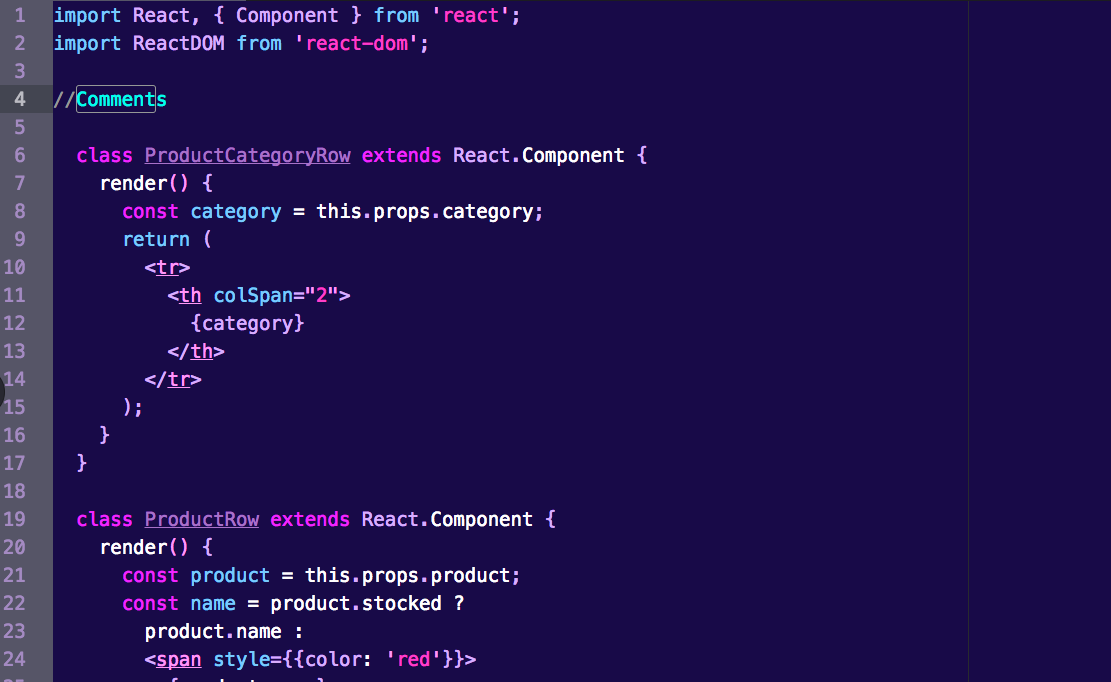 1 import React, { Component } from 'react';
2 import ReactDOM from 'react-dom';
3
4 //Comments
5
6 class ProductCategoryRow extends React.Component {
7 render() {
8 const category = this.props.category;
9 return (
10 <tr>
11 <th colSpan="2">
12 {category}
13 </th>
14 </tr>
15 );
16 }
17 }
18
19 class ProductRow extends React.Component {
20 render() {
21 const product = this.props.product;
22 const name = product.stocked ?
23 product.name :
24 <span style={{color: 'red'}}>